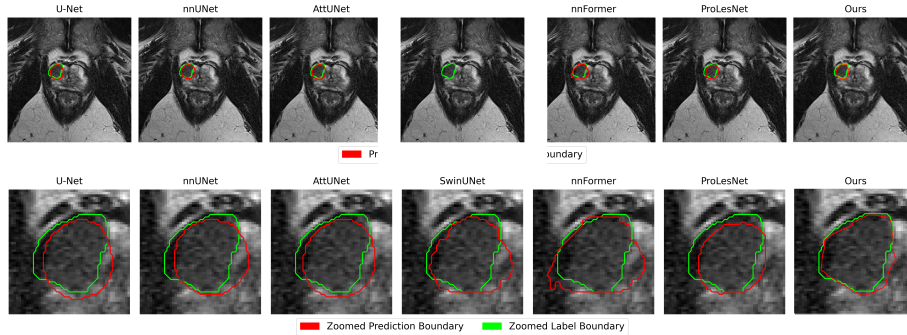 U-Net nnUNet AttUNet nnFormer ProLesNet Ours
Pr oundary
U-Net nnUNet AttUNet SwinUNet nnFormer ProLesNet Ours
Zoomed Prediction Boundary Zoomed Label Boundary